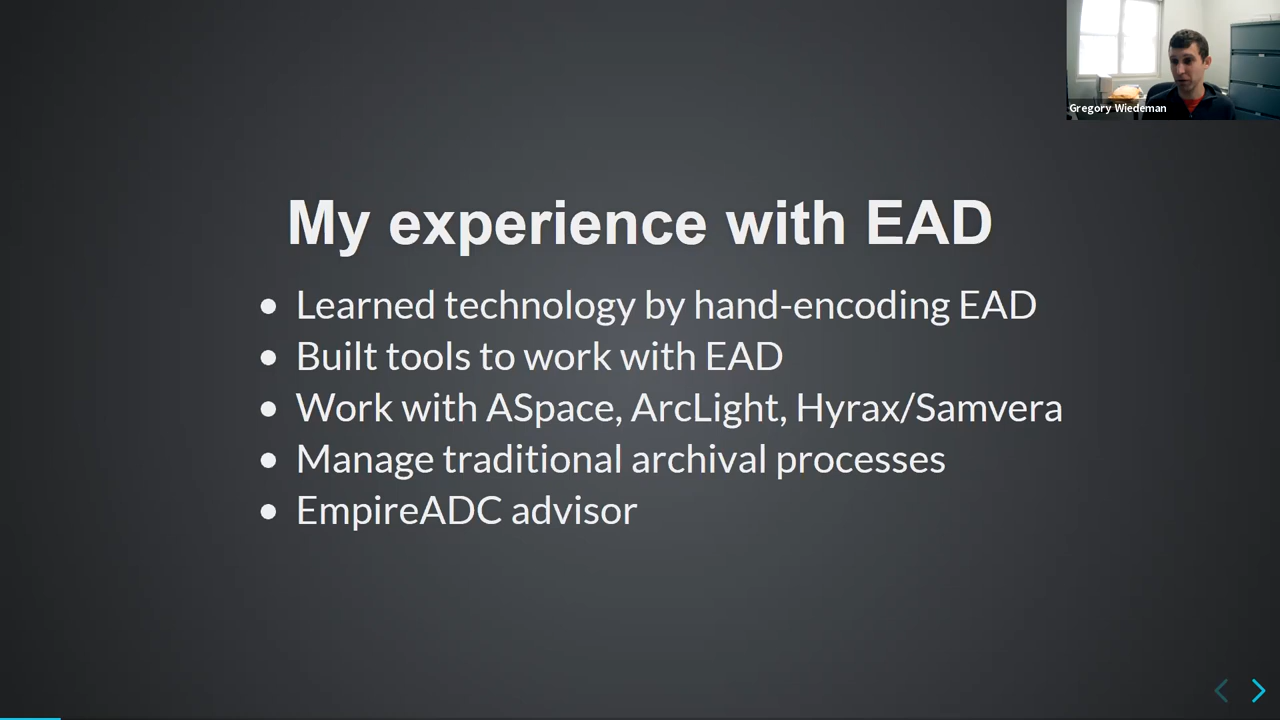 Gregory Wiedeman
My experience with EAD
Learned technology by hand-encoding EAD
Built tools to work with EAD
Work with ASpace, ArcLight, Hyrax/Samvera
Manage traditional archival processes
EmpireADC advisor